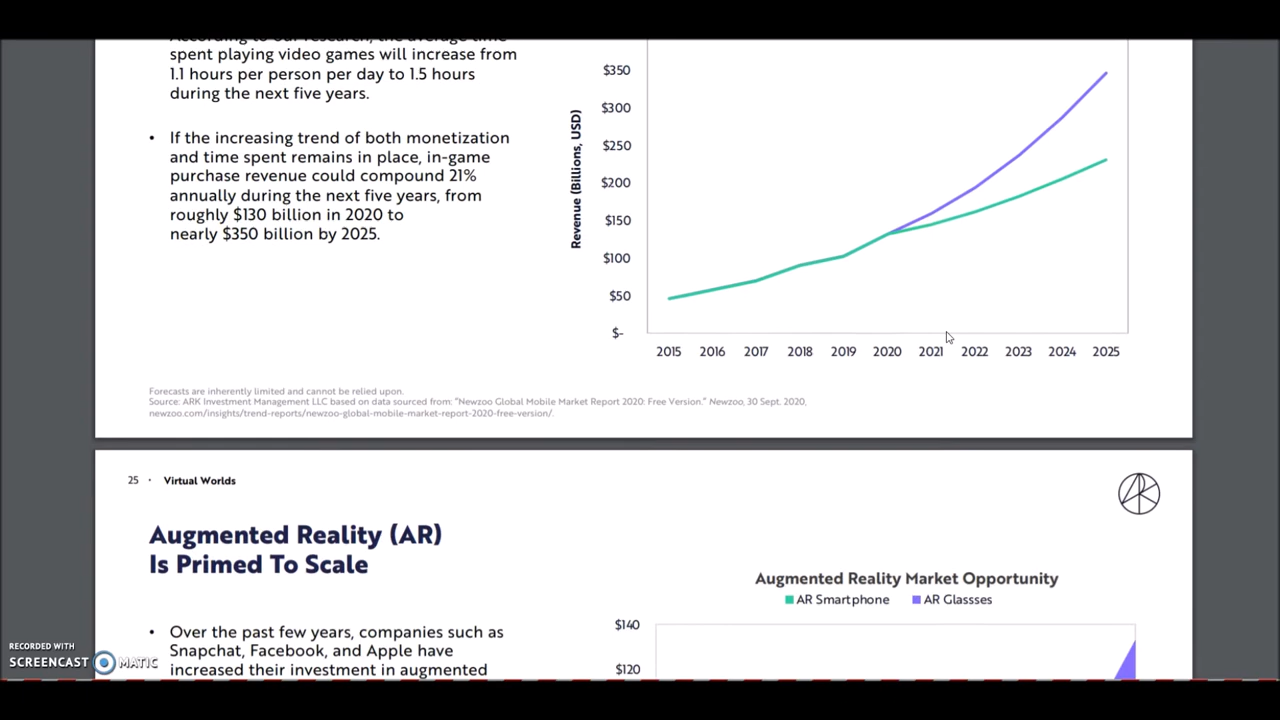 According to our research, the average time
spent playing video games will increase from
1.1 hours per person per day to 1.5 hours
during the next five years.
• If the increasing trend of both monetization
and time spent remains in place, in-game
purchase revenue could compound 21%
annually during the next five years, from
roughly $130 billion in 2020 to
nearly $350 billion by 2025.
Revenue (Billions, USD)
$350
$300
$250
$200
$150
$100
$50
$-
2015 2016 2017 2018 2019 2020 2021 2022 2023 2024 2025
Forecasts are inherently limited and cannot be relied upon.
Source: ARK Investment Management LLC based on data sourced from: “Newzoo Global Mobile Market Report 2020: Free Version.” Newzoo, 30 Sept. 2020,
newzoo.com/insights/trend-reports/newzoo-global-mobile-market-report-2020-free-version/.
25 · Virtual Worlds
Augmented Reality (AR)
Is Primed To Scale
• Over the past few years, companies such as
Snapchat, Facebook, and Apple have
increased their investment in augmented
Augmented Reality Market Opportunity
AR Smartphone AR Glassses
$140
$120
RECORDED WITH
SCREENCAST MATIC